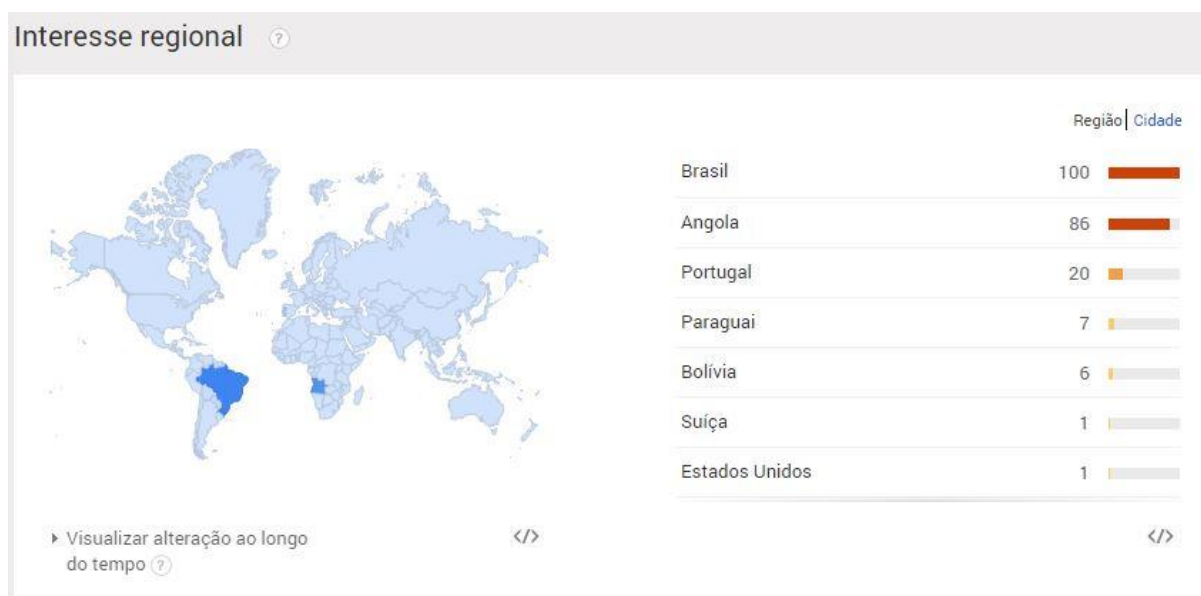 Interesse regional ?
Região Cidade
Brasil 100
Angola 86
Portugal 20
Paraguai 7
Bolívia 6
Suíça 1
Estados Unidos 1
Visualizar alteração ao longo
do tempo ?
</>
</>